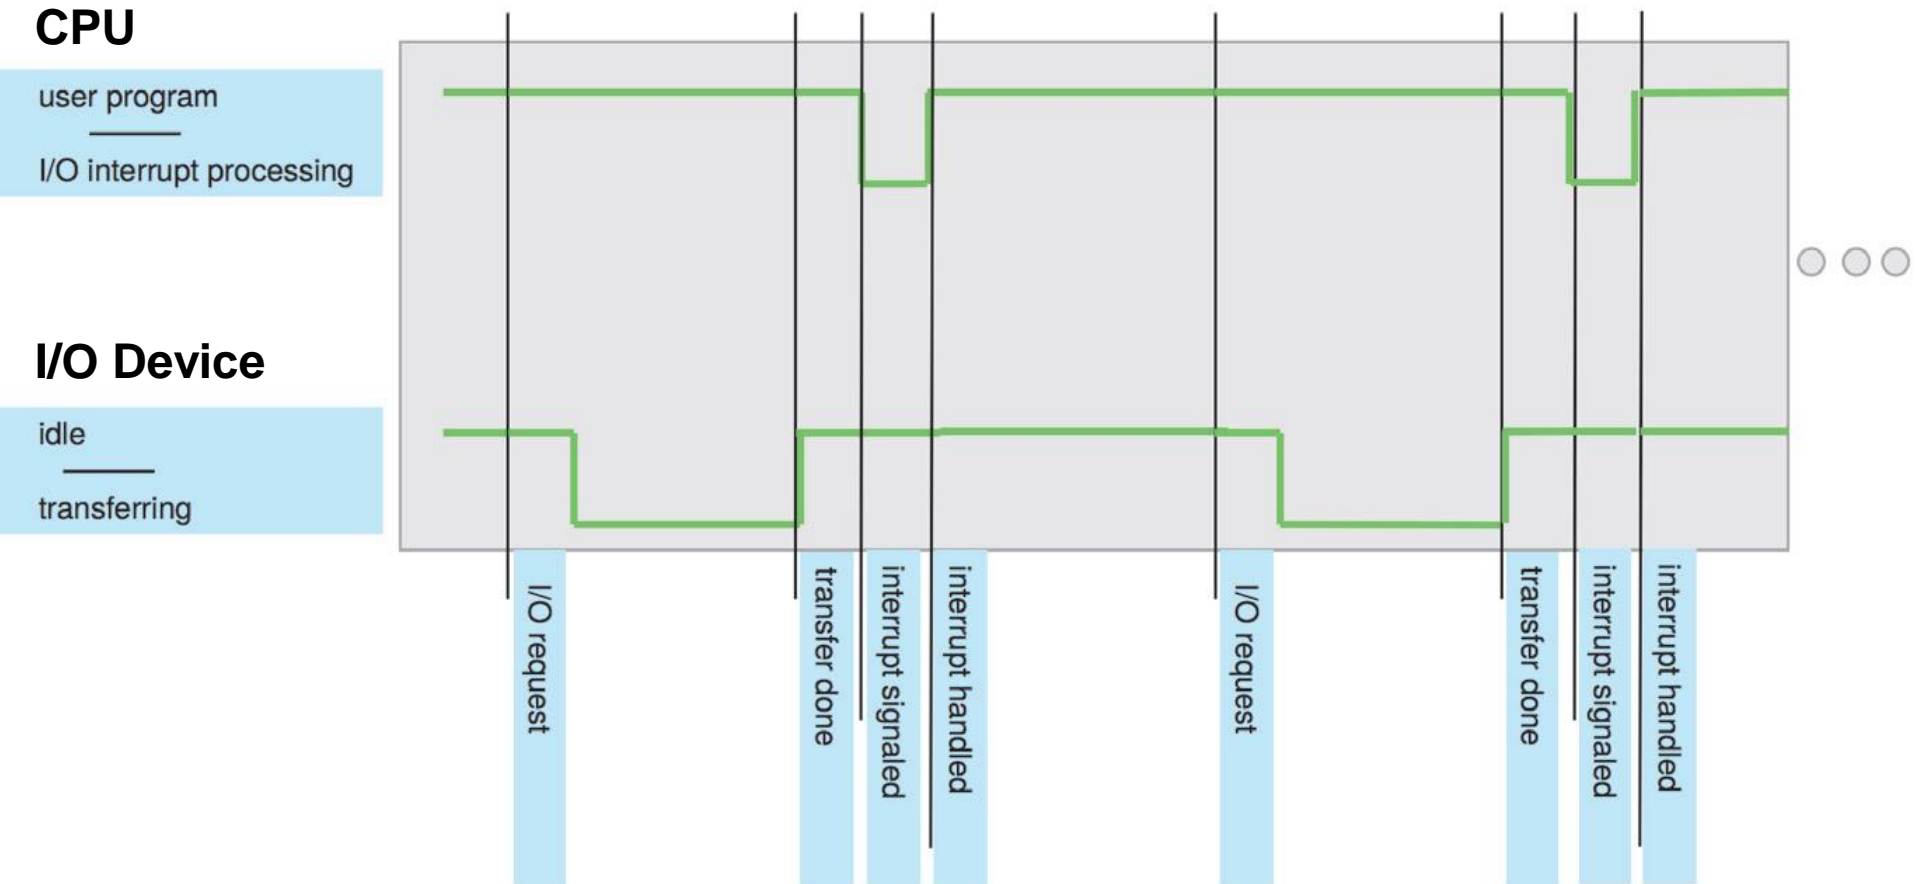 CPU
user program
I/O interrupt processing
I/O Device
idle
transferring
I/O request
transfer done
interrupt signaled
interrupt handled
I/O request
transfer done
interrupt signaled
interrupt handled